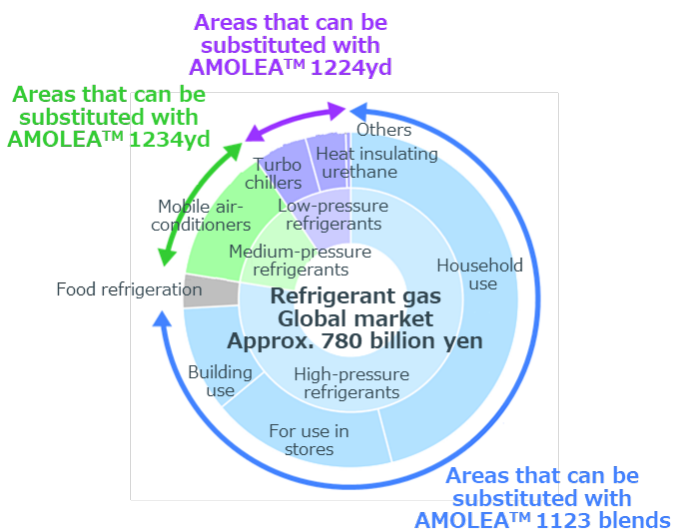 Areas that can be
substituted with
AMOLEA™ 1224yd
Areas that can be
substituted with
AMOLEA™ 1234yd
Others
Heat insulating
urethane
Turbo
chillers
Low-pressure
refrigerants
Mobile air-
conditioners
Medium-pressure
refrigerants
Household
use
Food refrigeration
Refrigerant gas
Global market
Approx. 780 billion yen
Building
use
High-pressure
refrigerants
For use in
stores
Areas that can be
substituted with
AMOLEA™ 1123 blends